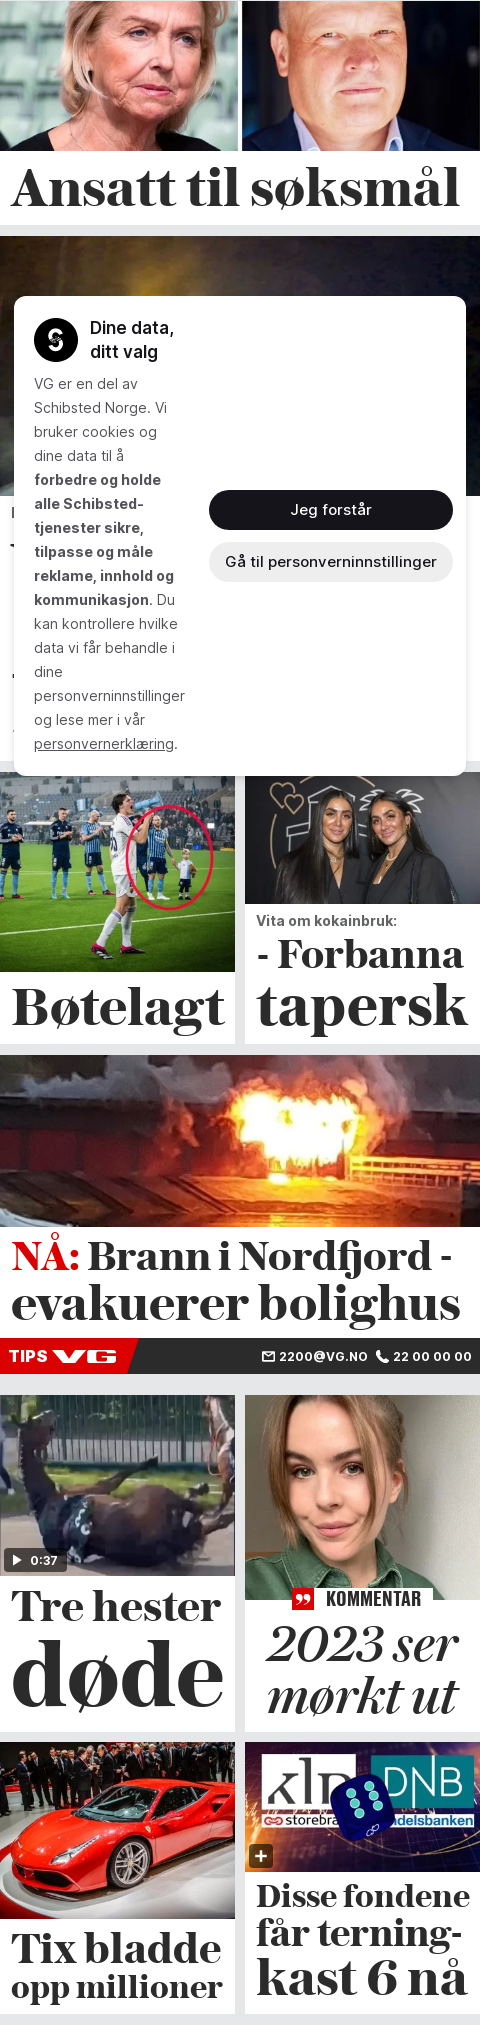 Ansatt til søksmål
Dine data,
ditt valg
VG er en del av
Schibsted Norge. Vi
bruker cookies og
dine data til å
forbedre og holde
alle Schibsted-
tjenester sikre,
tilpasse og måle
reklame, innhold og
kommunikasjon. Du
kan kontrollere hvilke
data vi får behandle i
dine
personverninnstillinger
og lese mer i vår
personvernerklæring.
Jeg forstår
Gå til personverninnstillinger
Bøtelagt
Vita om kokainbruk:
- Forbanna
tapersk
NÅ: Brann i Nordfjord -
evakuerer bolighus
TIPS VG
2200@VG.NO 22 00 00 00
0:37
Tre hester
døde
KOMMENTAR
2023 ser
mørkt ut
Tix bladde
opp millioner
klp DNB
Disse fondene
får terning-
kast 6 nå